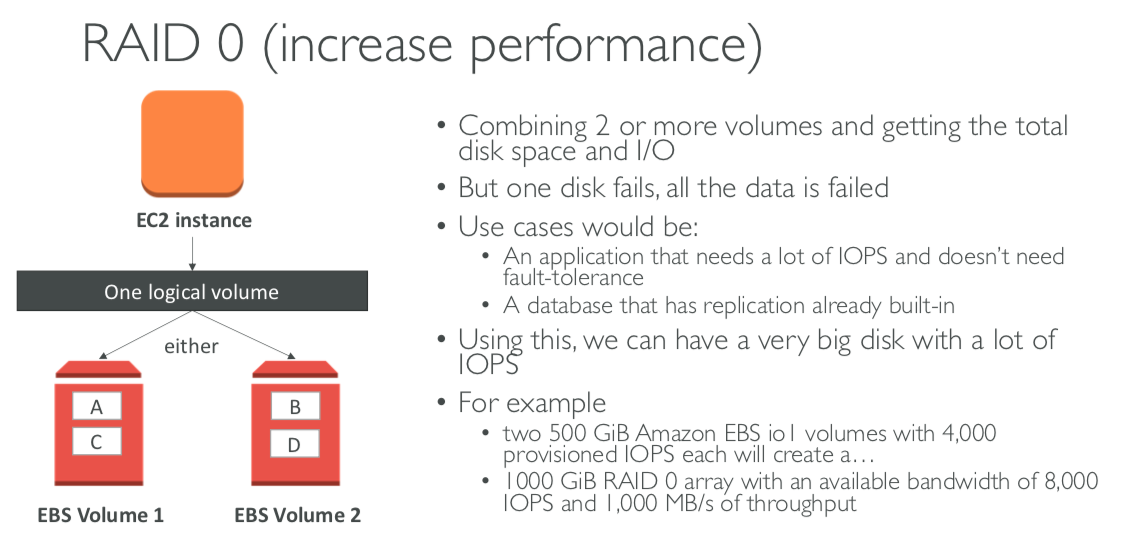 RAID 0 (increase performance)
EC2 instance
One logical volume
either
A
B
C
D
EBS Volume 1
EBS Volume 2
• Combining 2 or more volumes and getting the total
disk space and I/O
• But one disk fails, all the data is failed
• Use cases would be:
• An application that needs a lot of IOPS and doesn't need
fault-tolerance
• A database that has replication already built-in
• Using this, we can have a very big disk with a lot of
IOPS
• For example
• two 500 GiB Amazon EBS io1 volumes with 4,000
provisioned IOPS each will create a…
• 1000 GiB RAID 0 array with an available bandwidth of 8,000
IOPS and 1,000 MB/s of throughput